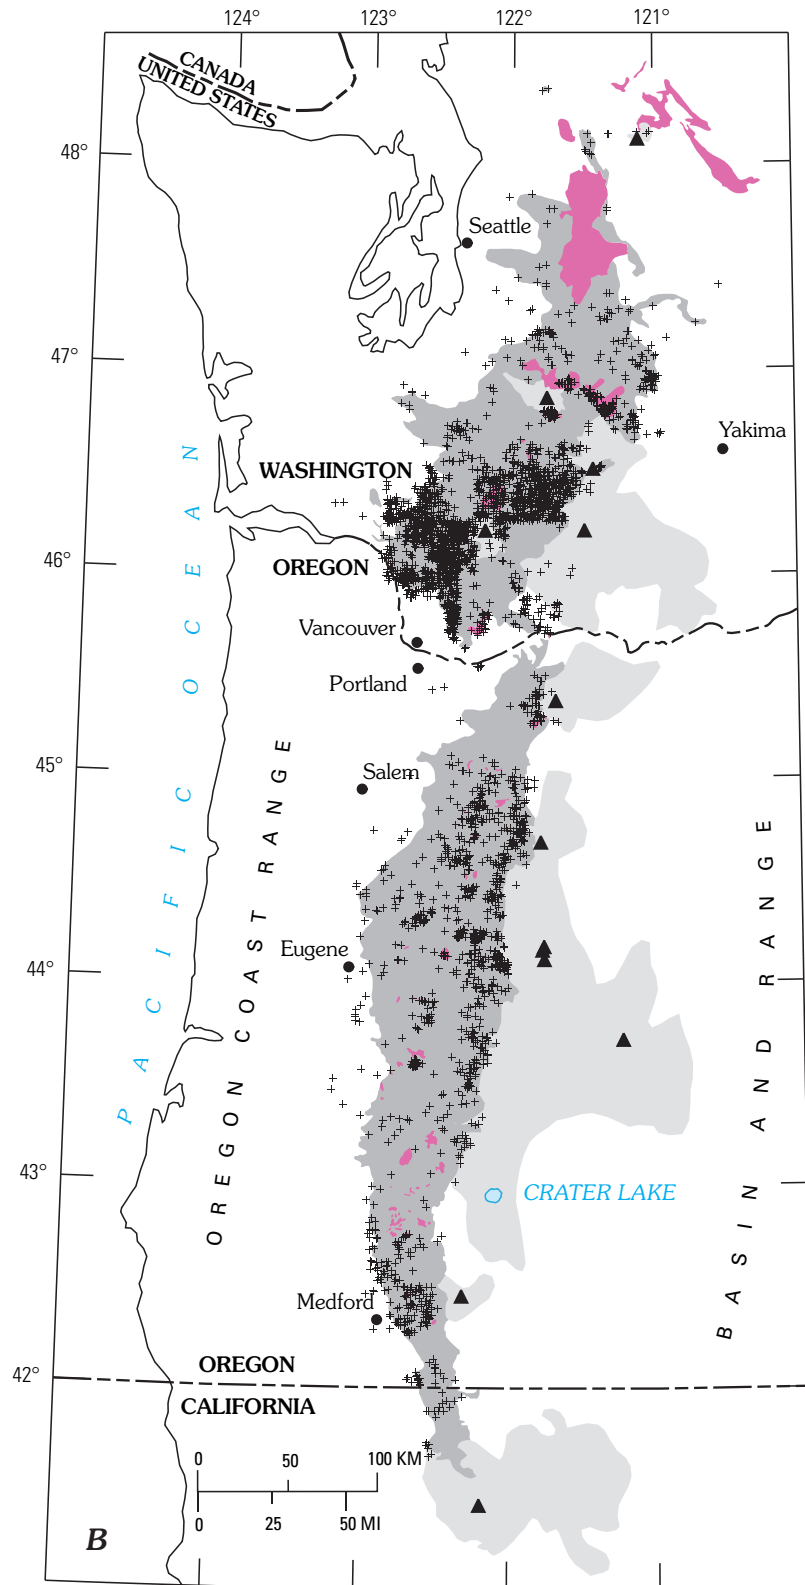 124° 123° 122° 121°
CANADA
UNITED STATES
48°
Seattle
47°
Yakima
WASHINGTON
46°
OREGON
Vancouver
Portland
PACIFIC OCEAN
45°
Salem
OREGON COAST RANGE
BASIN AND RANGE
Eugene
44°
43°
CRATER LAKE
Medford
42°
OREGON
CALIFORNIA
0 50 100 KM
0 25 50 MI
B